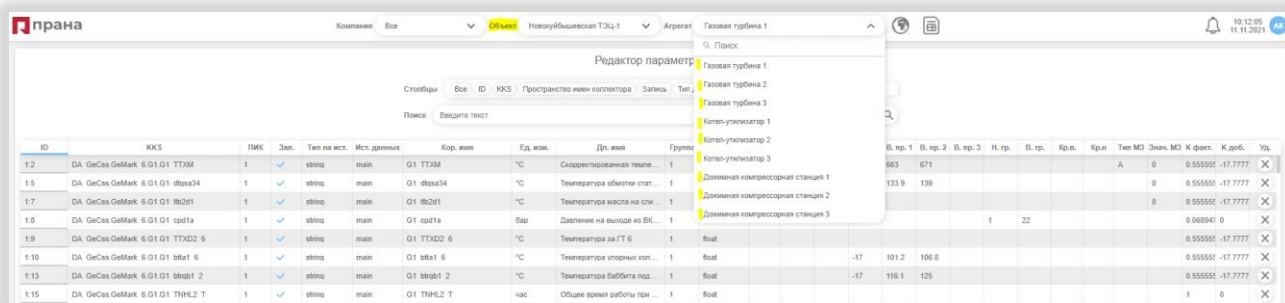 прана
Компания Все Объект Новокуйбышевская ТЭЦ-1 Агрегат Газовая турбина 1
10:12:05
11.11.2021
АК
Поиск
Газовая турбина 1
Газовая турбина 2
Газовая турбина 3
Котел-утилизатор 1
Котел-утилизатор 2
Котел-утилизатор 3
Дожимная компрессорная станция 1
Дожимная компрессорная станция 2
Дожимная компрессорная станция 3
Редактор параметр
Столбцы Все ID KKS Пространство имен коллектора Запись Тип
Поиск Введите текст
ID KKS ПИК Зап. Тип на ист. Ист. данных Кор. имя Ед. изм. Дл. имя Группа В. пр. 1 В. пр. 2 В. пр. 3 Н. гр. В. гр. Кр.в. Кр.н Тип МЗ Знач. МЗ К факт. К доб. Уд.
1:2 DA GeCss.GeMark 6.G1.G1 TTXM 1 string main G1 TTXM °C Скорректированная темпе... 1 663 671 A 0 0.555555 -17.7777
1:5 DA GeCss.GeMark 6.G1.G1 1 string main G1 °C Температура обмотки стат... 1 133.9 139 0 0.555555 -17.7777
1:7 DA GeCss.GeMark 6.G1.G1 ltb2d1 1 string main G1 ltb2d1 °C Температура масла на сли... 1 0 0.555555 -17.7777
1:8 DA GeCss.GeMark 6.G1.G1 cpd1a 1 string main G1 cpd1a бар Давление на выходе из ВК... 1 1 22 0.068947 0
1:9 DA GeCss.GeMark 6.G1.G1 TTXD2 6 1 string main G1 TTXD2 6 °C Температура за ГТ 6 1 float 0.555555 -17.7777
1:10 DA GeCss.GeMark 6.G1.G1 btta1 6 1 string main G1 btta1 6 °C Температура упорных кол... 1 float -17 101.2 106.8 0.555555 -17.7777
1:13 DA GeCss.GeMark 6.G1.G1 btrgb1 2 1 string main G1 btrgb1 2 °C Температура баббита под... 1 float -17 116.1 125 0.555555 -17.7777
1:15 DA GeCss.GeMark 6.G1.G1 TNHL2 T 1 string main G1 TNHL2 T час Общее время работы при ... 1 float 1 0